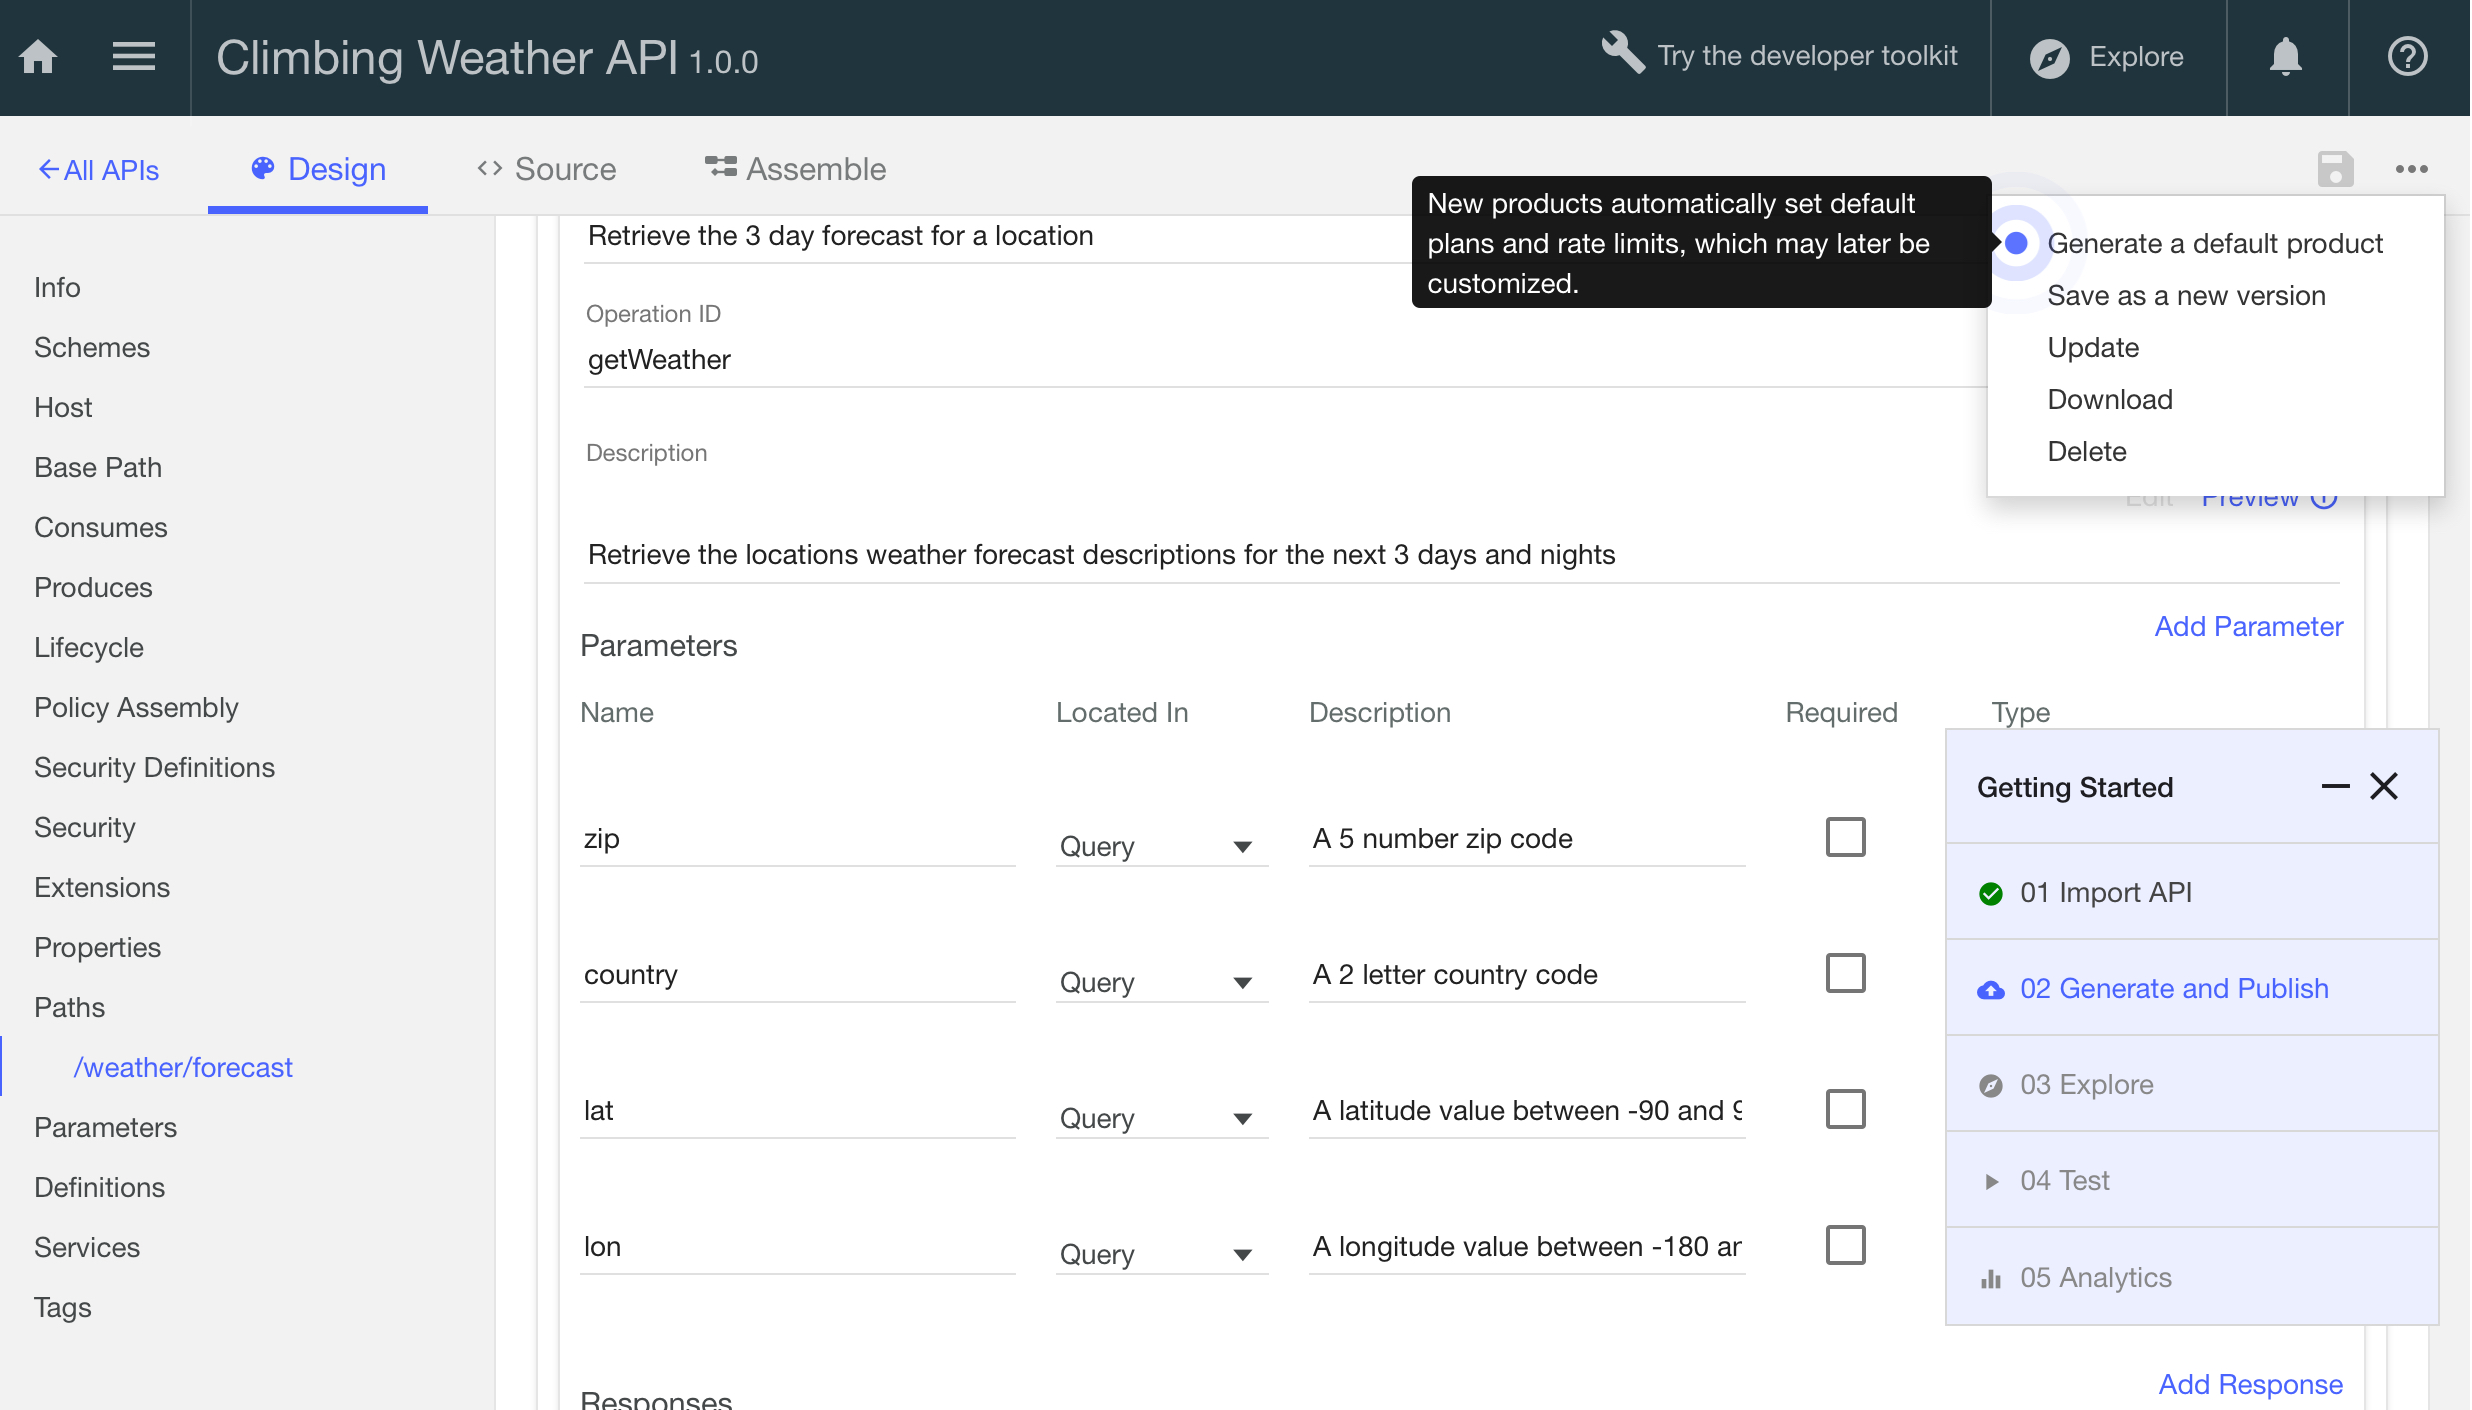 Climbing Weather API 1.0.0
Try the developer toolkit
Explore
All APIs
Design
Source
Assemble
New products automatically set default
plans and rate limits, which may later be
customized.
Generate a default product
Save as a new version
Update
Download
Delete
Info
Schemes
Host
Base Path
Consumes
Produces
Lifecycle
Policy Assembly
Security Definitions
Security
Extensions
Properties
Paths
/weather/forecast
Parameters
Definitions
Services
Tags
Retrieve the 3 day forecast for a location
Operation ID
getWeather
Description
Edit Preview
Retrieve the locations weather forecast descriptions for the next 3 days and nights
Parameters
Add Parameter
Name Located In Description Required Type
zip Query A 5 number zip code
country Query A 2 letter country code
lat Query A latitude value between -90 and 9
lon Query A longitude value between -180 an
Responses
Add Response
Getting Started
01 Import API
02 Generate and Publish
03 Explore
04 Test
05 Analytics